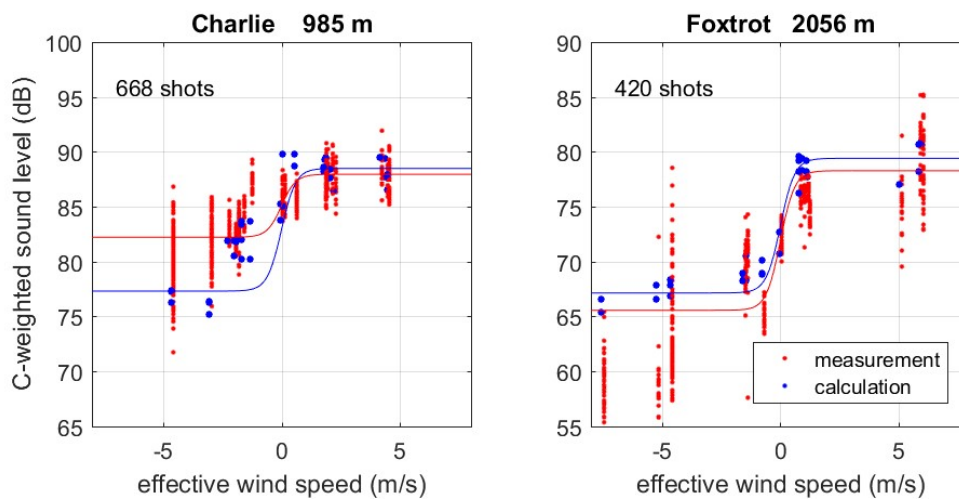 Charlie 985 m
C-weighted sound level (dB)
100
95
90
85
80
75
70
65
668 shots
-5
0
5
effective wind speed (m/s)
Foxtrot 2056 m
90
85
80
75
70
65
60
55
420 shots
measurement
calculation
-5
0
5
effective wind speed (m/s)